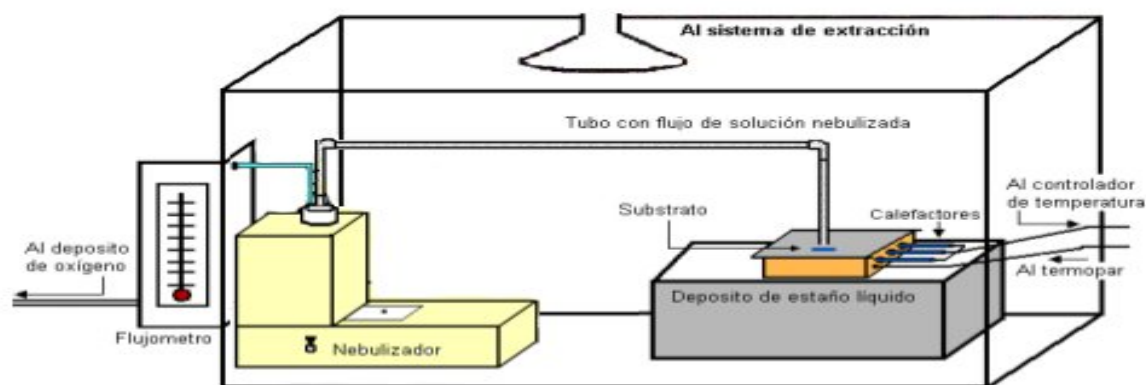 Al sistema de extracción
Tubo con flujo de solución nebulizada
Al controlador
de temperatura
Substrato
Calefactores
Al deposito
de oxígeno
Al termopar
Deposito de estaño líquido
Flujometro
Nebulizador